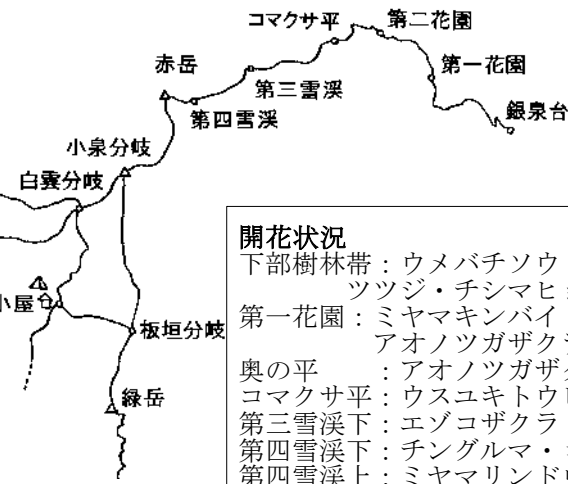 コマクサ平
第二花園
赤岳
第三雪渓
第一花園
第四雪渓
銀泉台
小泉分岐
白雲分岐
小屋
板垣分岐
緑岳
開花状況
下部樹林帯：ウメバチソウ
ツツジ・チシマヒ
第一花園：ミヤマキンバイ
アオノツガザクラ
奥の平　：アオノツガザ
コマクサ平：ウスユキトウ
第三雪渓下：エゾコザクラ
第四雪渓下：チングルマ・
第四雪渓上：ミヤマリンド